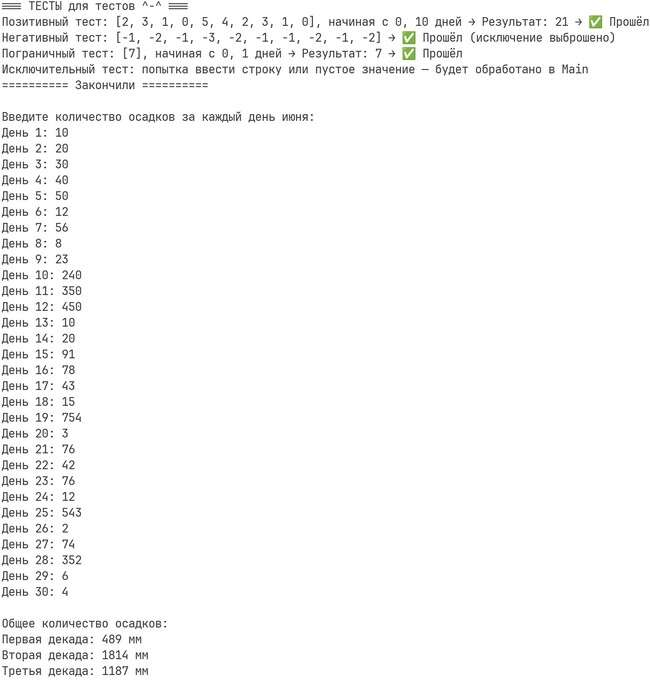 === ТЕСТЫ для тестов ^-^ ===
Позитивный тест: [2, 3, 1, 0, 5, 4, 2, 3, 1, 0], начиная с 0, 10 дней → Результат: 21 → ✅ Прошёл
Негативный тест: [-1, -2, -1, -3, -2, -1, -1, -2, -1, -2] → ✅ Прошёл (исключение выброшено)
Пограничный тест: [7], начиная с 0, 1 дней → Результат: 7 → ✅ Прошёл
Исключительный тест: попытка ввести строку или пустое значение — будет обработано в Main
========== Закончили ==========
Введите количество осадков за каждый день июня:
День 1: 10
День 2: 20
День 3: 30
День 4: 40
День 5: 50
День 6: 12
День 7: 56
День 8: 8
День 9: 23
День 10: 240
День 11: 350
День 12: 450
День 13: 10
День 14: 20
День 15: 91
День 16: 78
День 17: 43
День 18: 15
День 19: 754
День 20: 3
День 21: 76
День 22: 42
День 23: 76
День 24: 12
День 25: 543
День 26: 2
День 27: 74
День 28: 352
День 29: 6
День 30: 4
Общее количество осадков:
Первая декада: 489 мм
Вторая декада: 1814 мм
Третья декада: 1187 мм